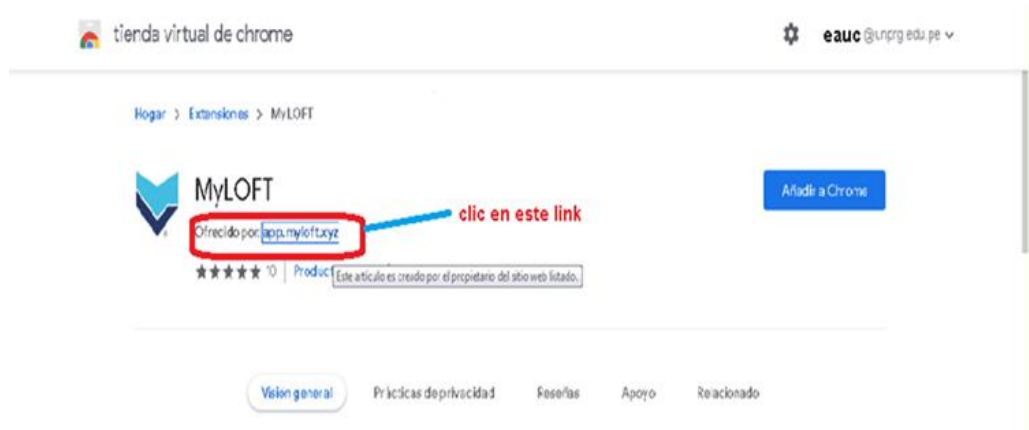 tienda virtual de chrome
eauc @unprg.edu.pe
Hogar > Extensiones > MyLOFT
MyLOFT
Añadir a Chrome
clic en este link
Ofrecido por: app.myloft.xyz
10 | Product
Este artículo es creado por el propietario del sitio web listado.
Visión general Prácticas de privacidad Reseñas Apoyo Relacionado